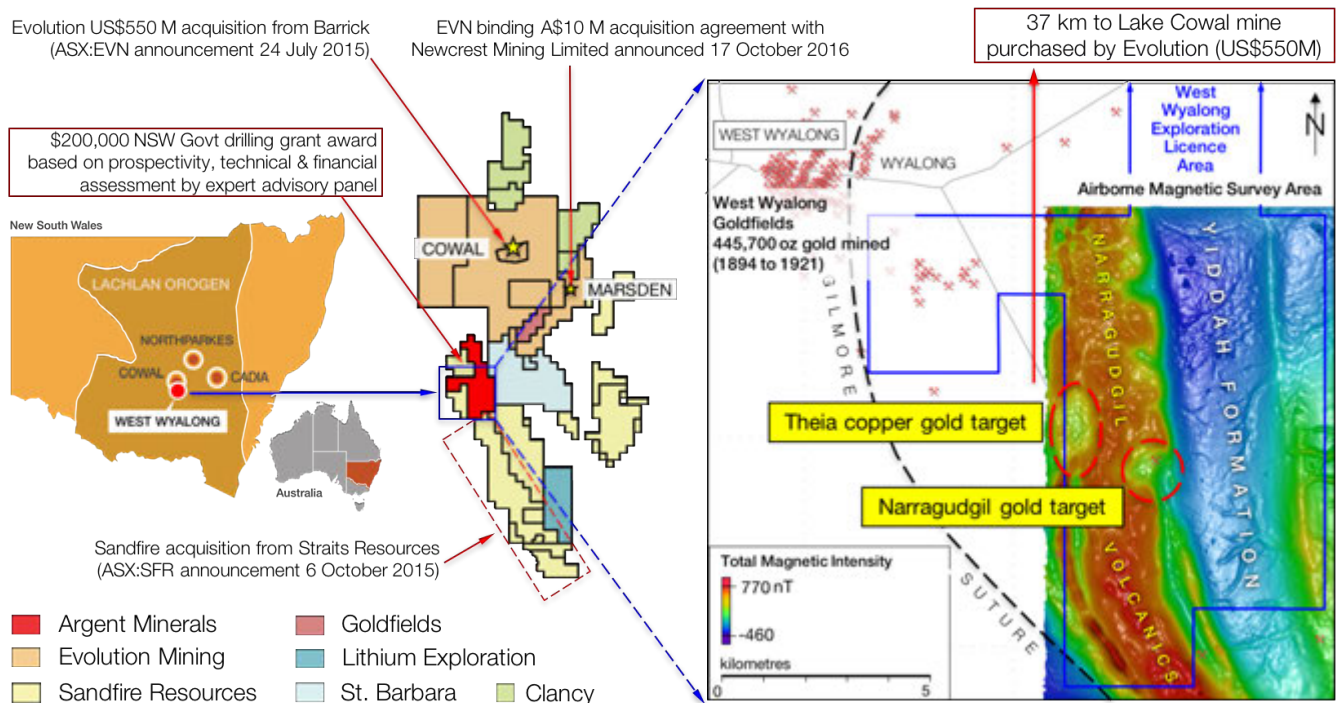 Evolution US$550 M acquisition from Barrick
(ASX:EVN announcement 24 July 2015)
EVN binding A$10 M acquisition agreement with
Newcrest Mining Limited announced 17 October 2016
37 km to Lake Cowal mine
purchased by Evolution (US$550M)
$200,000 NSW Govt drilling grant award
based on prospectivity, technical & financial
assessment by expert advisory panel
New South Wales
LACHLAN OROGEN
NORTHPARKES
COWAL
CADIA
WEST WYALONG
Australia
COWAL
MARSDEN
Sandfire acquisition from Straits Resources
(ASX:SFR announcement 6 October 2015)
Argent Minerals
Evolution Mining
Sandfire Resources
Goldfields
Lithium Exploration
St. Barbara
Clancy
WEST WYALONG
WYALONG
West
Wyalong
Exploration
Licence
Area
N
Airborne Magnetic Survey Area
West Wyalong
Goldfields
445,700 oz gold mined
(1894 to 1921)
GILMORE
SUTURE
NARRAGUDGIL
VOLCANICS
YIDDAH FORMATION
Theia copper gold target
Narragudgil gold target
Total Magnetic Intensity
770 nT
-460
kilometres
0 5